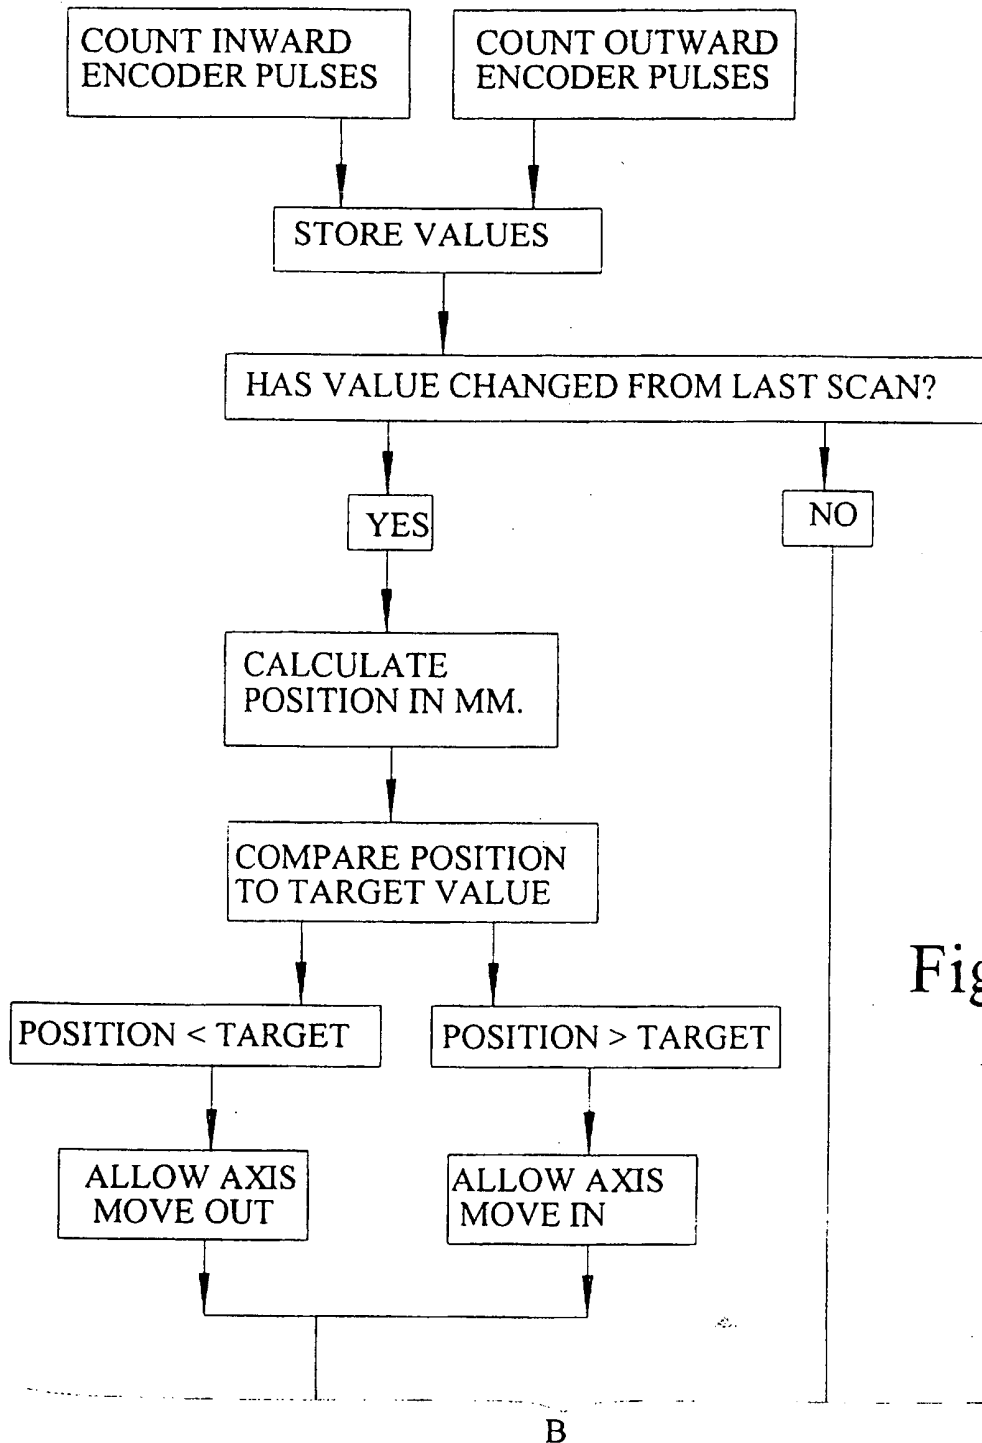 COUNT INWARD
ENCODER PULSES
COUNT OUTWARD
ENCODER PULSES
STORE VALUES
HAS VALUE CHANGED FROM LAST SCAN?
YES
NO
CALCULATE
POSITION IN MM.
COMPARE POSITION
TO TARGET VALUE
Fig
POSITION < TARGET
POSITION > TARGET
ALLOW AXIS
MOVE OUT
ALLOW AXIS
MOVE IN
B